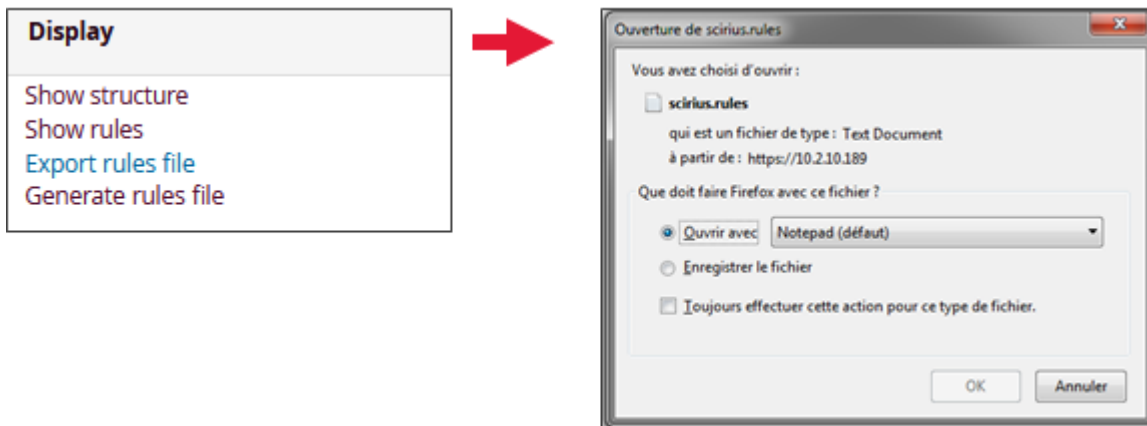 Display
Show structure
Show rules
Export rules file
Generate rules file
Ouverture de scirius.rules
Vous avez choisi d'ouvrir :
scirius.rules
qui est un fichier de type : Text Document
à partir de : https://10.2.10.189
Que doit faire Firefox avec ce fichier ?
Ouvrir avec Notepad (défaut)
Enregistrer le fichier
Toujours effectuer cette action pour ce type de fichier.
OK Annuler